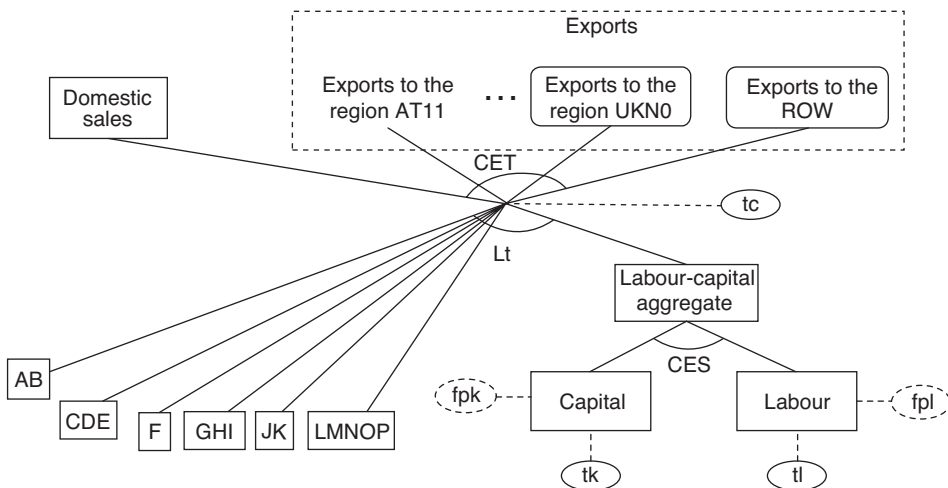 Exports
Domestic
sales
Exports to the
region AT11
...
Exports to the
region UKN0
Exports to the
ROW
CET
tc
Lt
Labour-capital
aggregate
CES
AB
CDE
F
GHI
JK
LMNOP
fpk
Capital
Labour
fpl
tk
tl